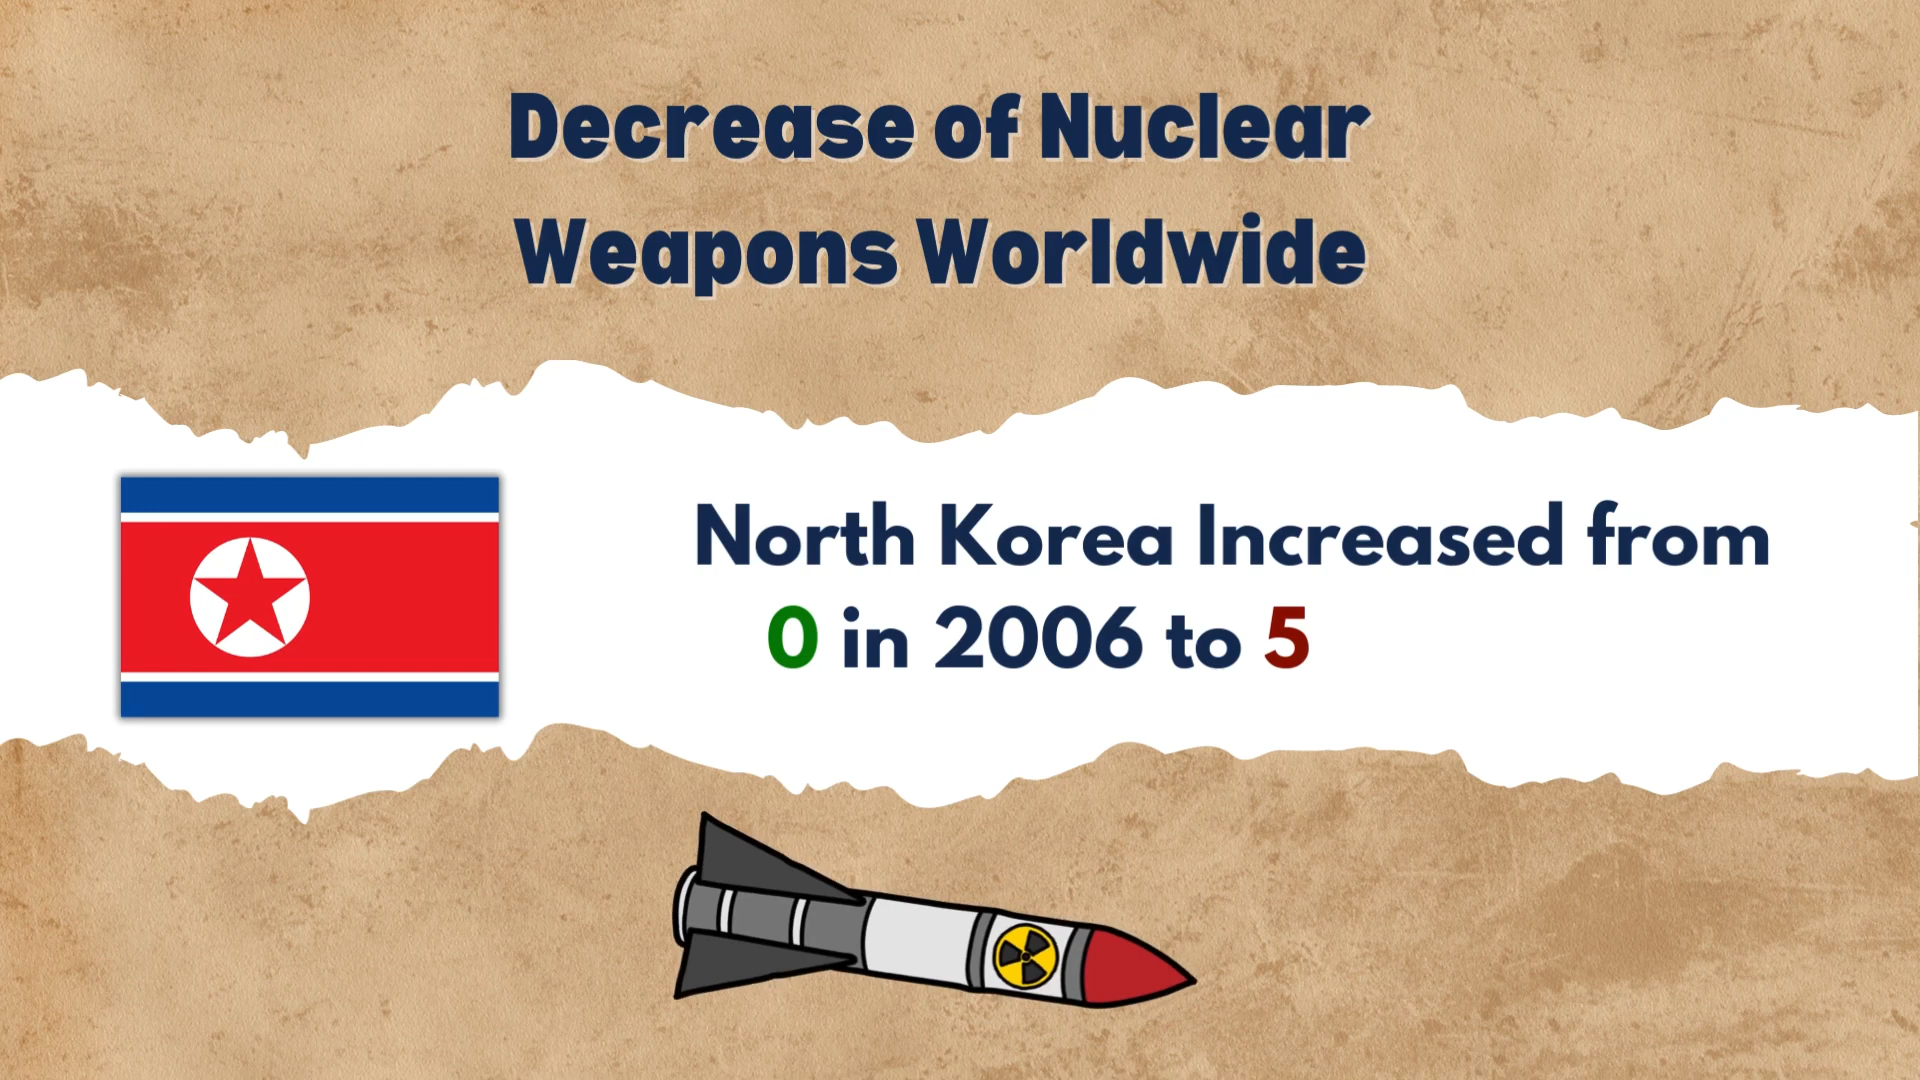 Decrease of Nuclear
Weapons Worldwide
North Korea Increased from
0 in 2006 to 5